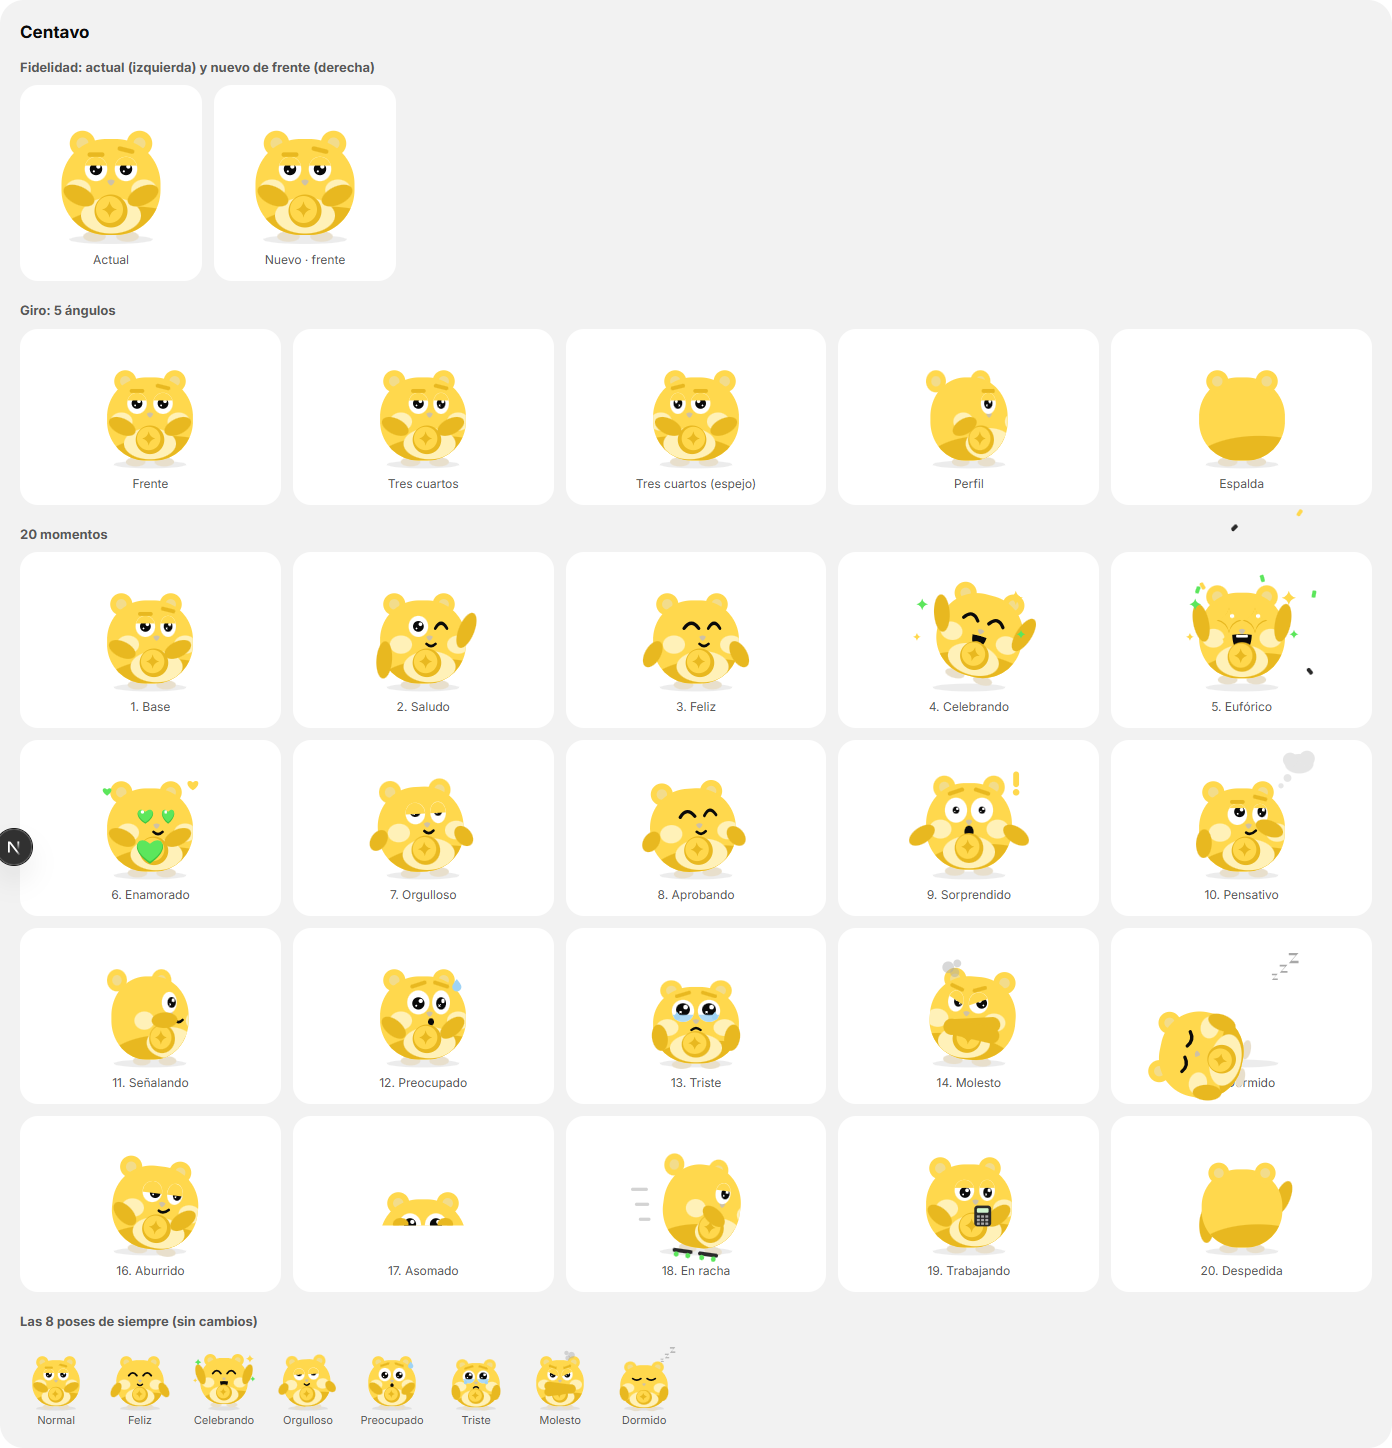 Centavo
Fidelidad: actual (izquierda) y nuevo de frente (derecha)
Actual
Nuevo · frente
Giro: 5 ángulos
Frente
Tres cuartos
Tres cuartos (espejo)
Perfil
Espalda
20 momentos
1. Base
2. Saludo
3. Feliz
4. Celebrando
5. Eufórico
6. Enamorado
7. Orgulloso
8. Aprobando
!
9. Sorprendido
10. Pensativo
N
11. Señalando
12. Preocupado
13. Triste
14. Molesto
z z Z
ormido
16. Aburrido
17. Asomado
18. En racha
19. Trabajando
20. Despedida
Las 8 poses de siempre (sin cambios)
Normal
Feliz
Celebrando
Orgulloso
Preocupado
Triste
Molesto
z z z
Dormido